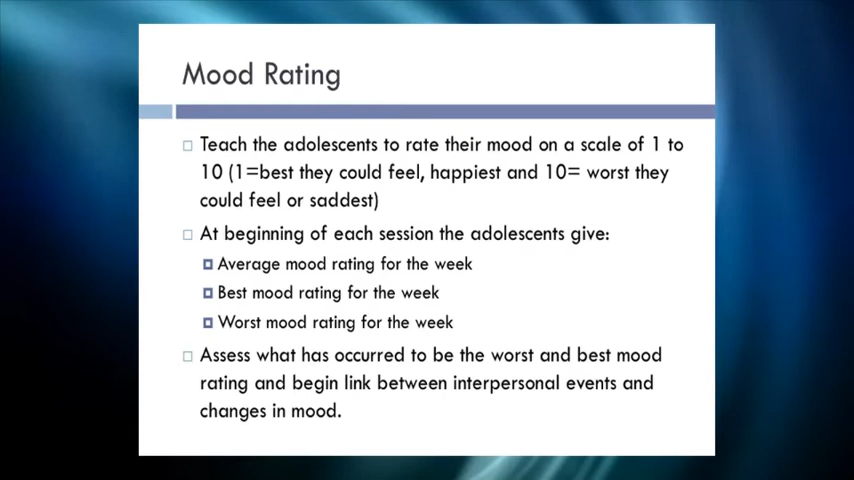 Mood Rating
Teach the adolescents to rate their mood on a scale of 1 to
10 (1=best they could feel, happiest and 10= worst they
could feel or saddest)
At beginning of each session the adolescents give:
Average mood rating for the week
Best mood rating for the week
Worst mood rating for the week
Assess what has occurred to be the worst and best mood
rating and begin link between interpersonal events and
changes in mood.